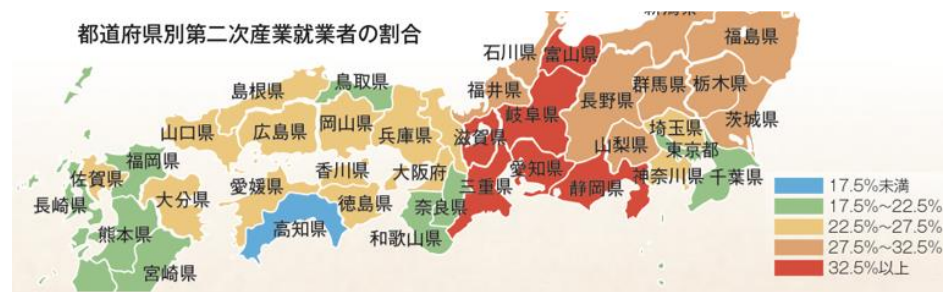 都道府県別第二次産業就業者の割合
福島県
石川県
富山県
鳥取県
島根県
福井県
群馬県
栃木県
長野県
岐阜県
茨城県
山口県
広島県
岡山県
兵庫県
滋賀県
埼玉県
山梨県
東京都
福岡県
香川県
大阪府
愛知県
佐賀県
愛媛県
三重県
静岡県
神奈川県
千葉県
長崎県
大分県
徳島県
奈良県
高知県
熊本県
和歌山県
宮崎県
17.5%未満
17.5%～22.5%
22.5%～27.5%
27.5%～32.5%
32.5%以上